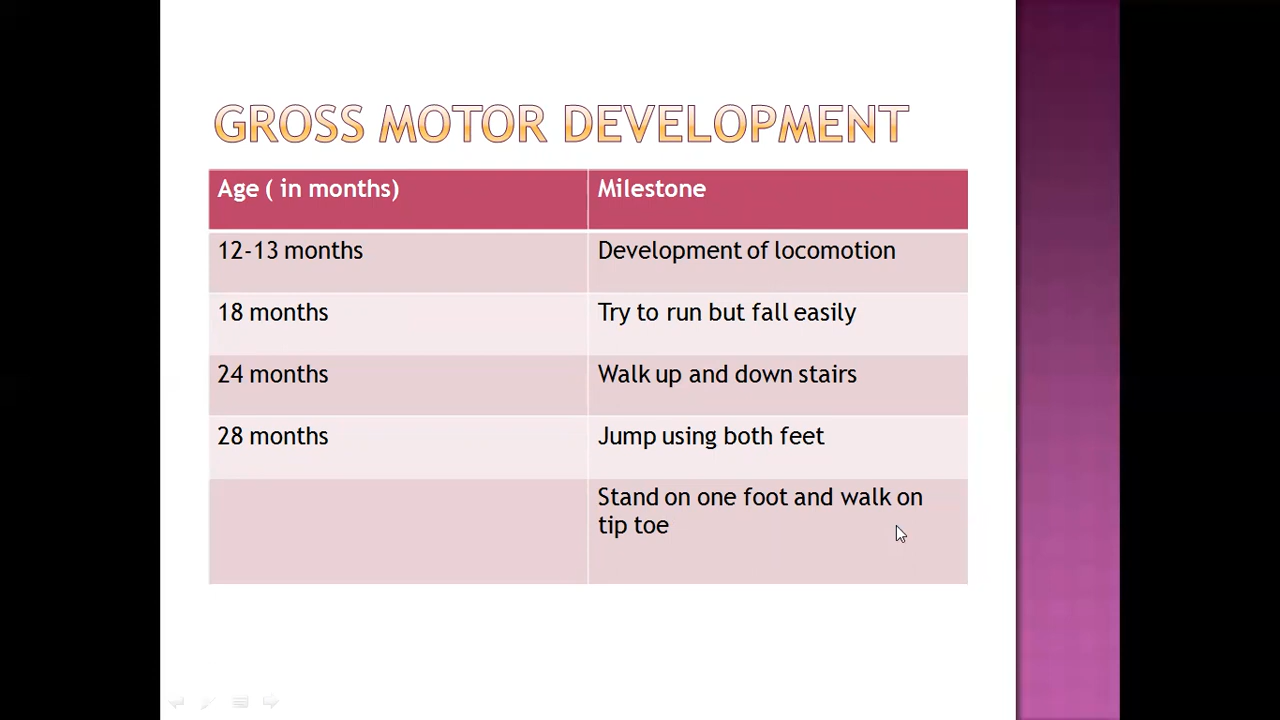 GROSS MOTOR DEVELOPMENT
Age ( in months) Milestone
12-13 months Development of locomotion
18 months Try to run but fall easily
24 months Walk up and down stairs
28 months Jump using both feet
Stand on one foot and walk on
tip toe